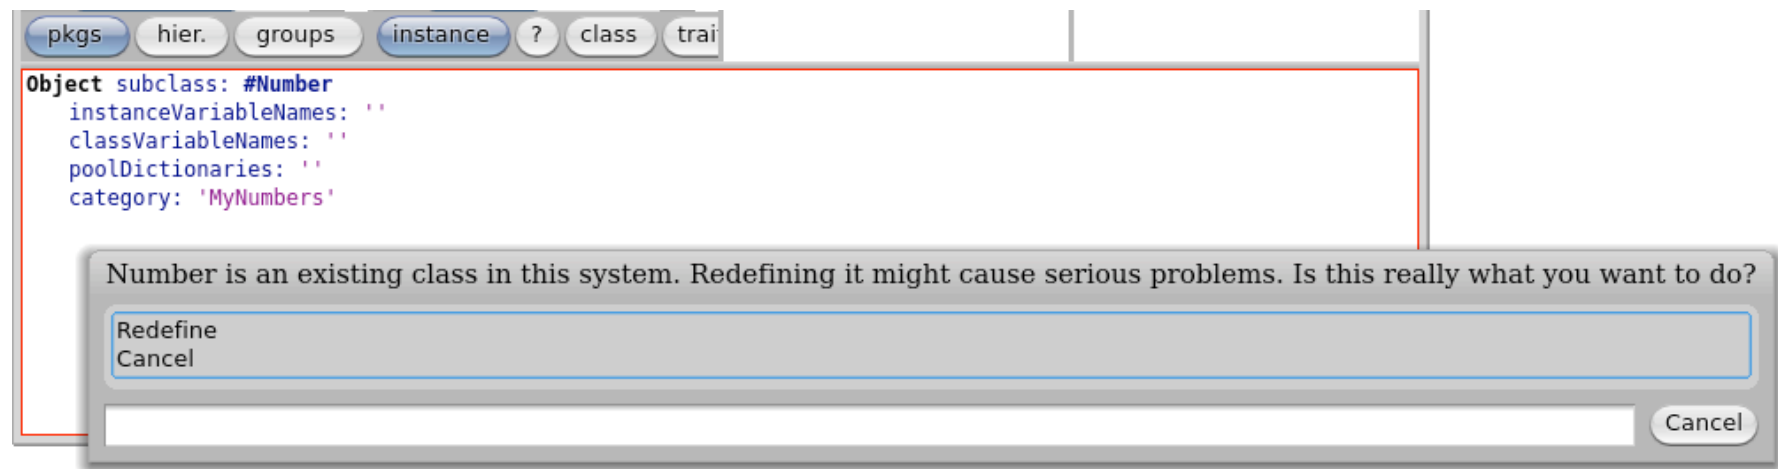 pkgs hier. groups instance ? class trai
Object subclass: #Number
instanceVariableNames: ''
classVariableNames: ''
poolDictionaries: ''
category: 'MyNumbers'
Number is an existing class in this system. Redefining it might cause serious problems. Is this really what you want to do?
Redefine
Cancel
Cancel